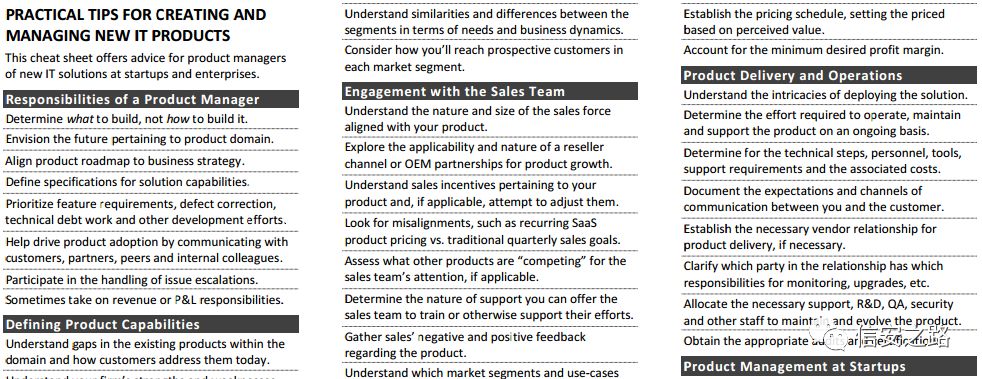 PRACTICAL TIPS FOR CREATING AND
MANAGING NEW IT PRODUCTS
This cheat sheet offers advice for product managers
of new IT solutions at startups and enterprises.
Responsibilities of a Product Manager
Determine what to build, not how to build it.
Envision the future pertaining to product domain.
Align product roadmap to business strategy.
Define specifications for solution capabilities.
Prioritize feature requirements, defect correction,
technical debt work and other development efforts.
Help drive product adoption by communicating with
customers, partners, peers and internal colleagues.
Participate in the handling of issue escalations.
Sometimes take on revenue or P&L responsibilities.
Defining Product Capabilities
Understand gaps in the existing products within the
domain and how customers address them today.
Understand similarities and differences between the
segments in terms of needs and business dynamics.
Consider how you'll reach prospective customers in
each market segment.
Engagement with the Sales Team
Understand the nature and size of the sales force
aligned with your product.
Explore the applicability and nature of a reseller
channel or OEM partnerships for product growth.
Understand sales incentives pertaining to your
product and, if applicable, attempt to adjust them.
Look for misalignments, such as recurring SaaS
product pricing vs. traditional quarterly sales goals.
Assess what other products are “competing” for the
sales team's attention, if applicable.
Determine the nature of support you can offer the
sales team to train or otherwise support their efforts.
Gather sales' negative and positive feedback
regarding the product.
Understand which market segments and use-cases
Establish the pricing schedule, setting the priced
based on perceived value.
Account for the minimum desired profit margin.
Product Delivery and Operations
Understand the intricacies of deploying the solution.
Determine the effort required to operate, maintain
and support the product on an ongoing basis.
Determine for the technical steps, personnel, tools,
support requirements and the associated costs.
Document the expectations and channels of
communication between you and the customer.
Establish the necessary vendor relationship for
product delivery, if necessary.
Clarify which party in the relationship has which
responsibilities for monitoring, upgrades, etc.
Allocate the necessary support, R&D, QA, security
and other staff to maintain and evolve the product.
Obtain the appropriate
信安之路
Product Management at Startups